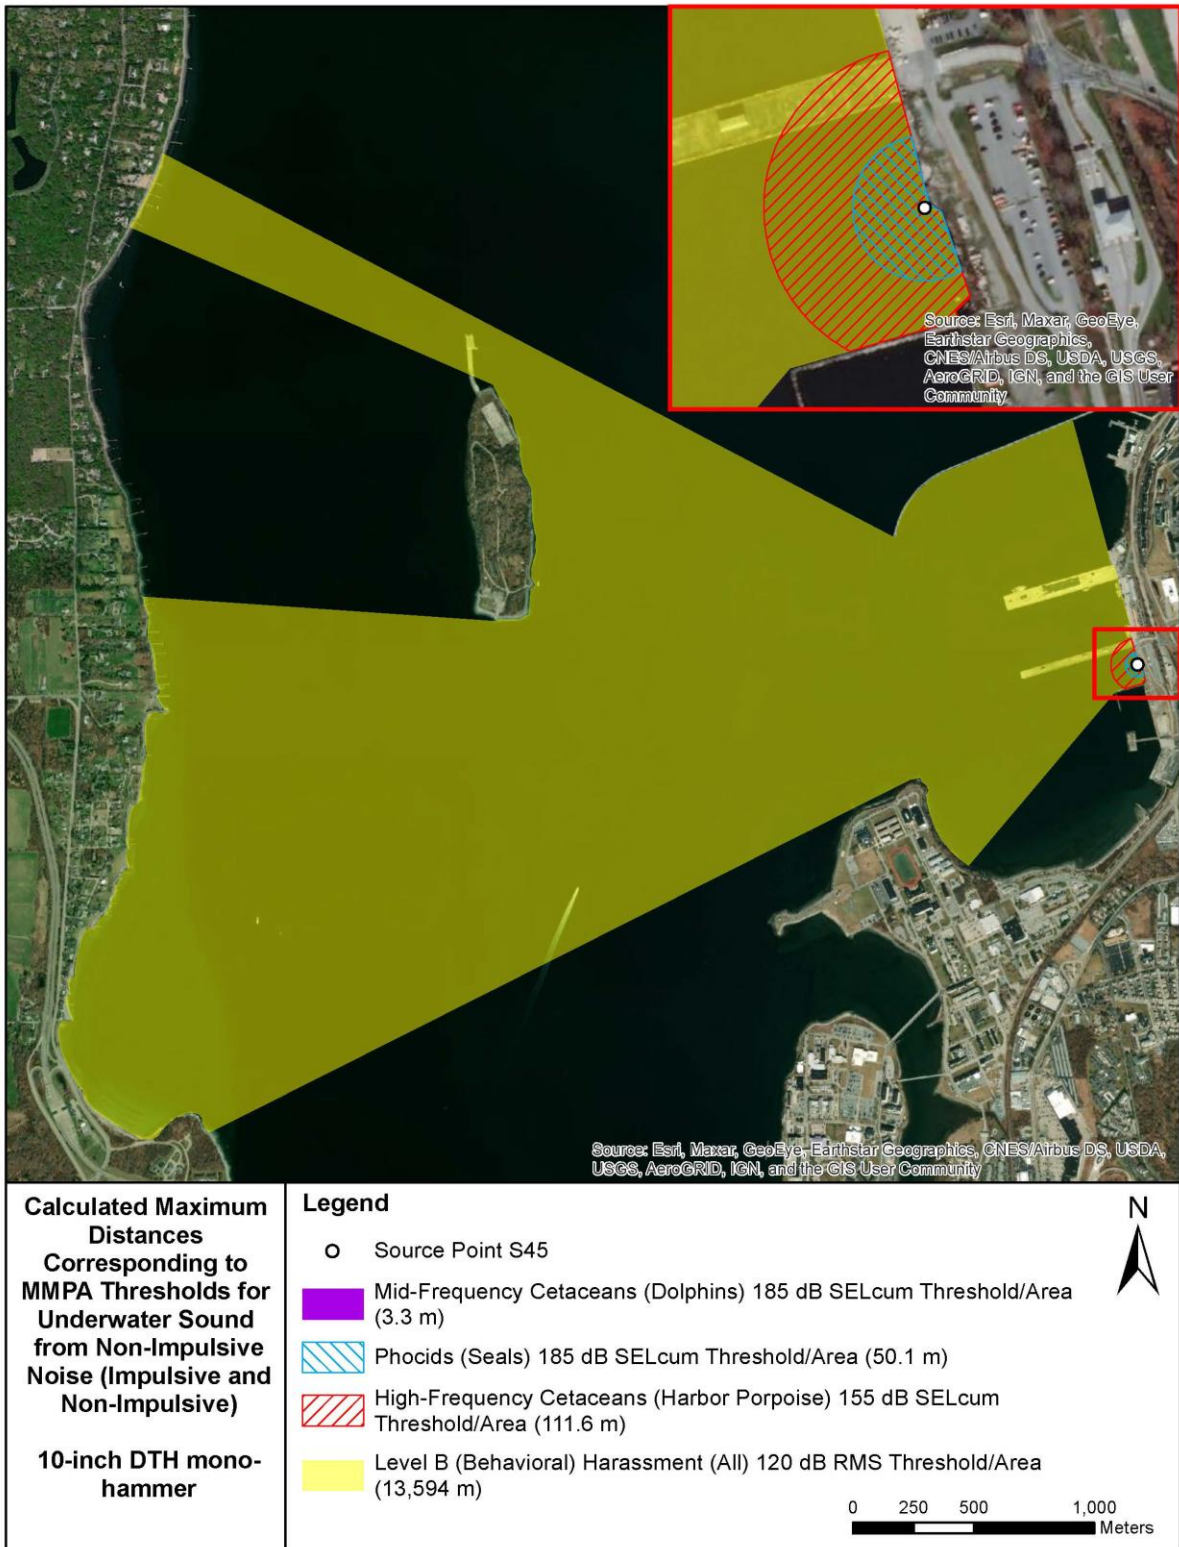 Source: Esri, Maxar, GeoEye,
Earthstar Geographics,
CNES/Airbus DS, USDA, USGS,
AeroGRID, IGN, and the GIS User
Community
Source: Esri, Maxar, GeoEye, Earthstar Geographics, CNES/Airbus DS, USDA,
USGS, AeroGRID, IGN, and the GIS User Community
Calculated Maximum
Distances
Corresponding to
MMPA Thresholds for
Underwater Sound
from Non-Impulsive
Noise (Impulsive and
Non-Impulsive)
10-inch DTH mono-
hammer
Legend
Source Point S45
Mid-Frequency Cetaceans (Dolphins) 185 dB SELcum Threshold/Area
(3.3 m)
Phocids (Seals) 185 dB SELcum Threshold/Area (50.1 m)
High-Frequency Cetaceans (Harbor Porpoise) 155 dB SELcum
Threshold/Area (111.6 m)
Level B (Behavioral) Harassment (All) 120 dB RMS Threshold/Area
(13,594 m)
N
0 250 500 1,000
Meters